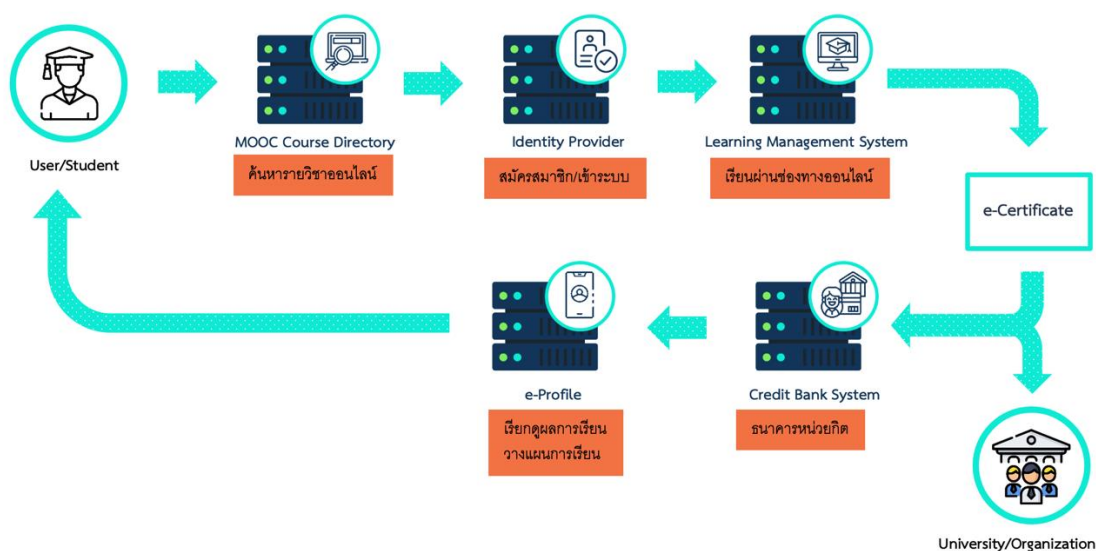 User/Student
MOOC Course Directory
ค้นหารายวิชาออนไลน์
Identity Provider
สมัครสมาชิก/เข้าระบบ
Learning Management System
เรียนผ่านช่องทางออนไลน์
e-Certificate
e-Profile
เรียกดูผลการเรียน
วางแผนการเรียน
Credit Bank System
ธนาคารหน่วยกิต
University/Organization